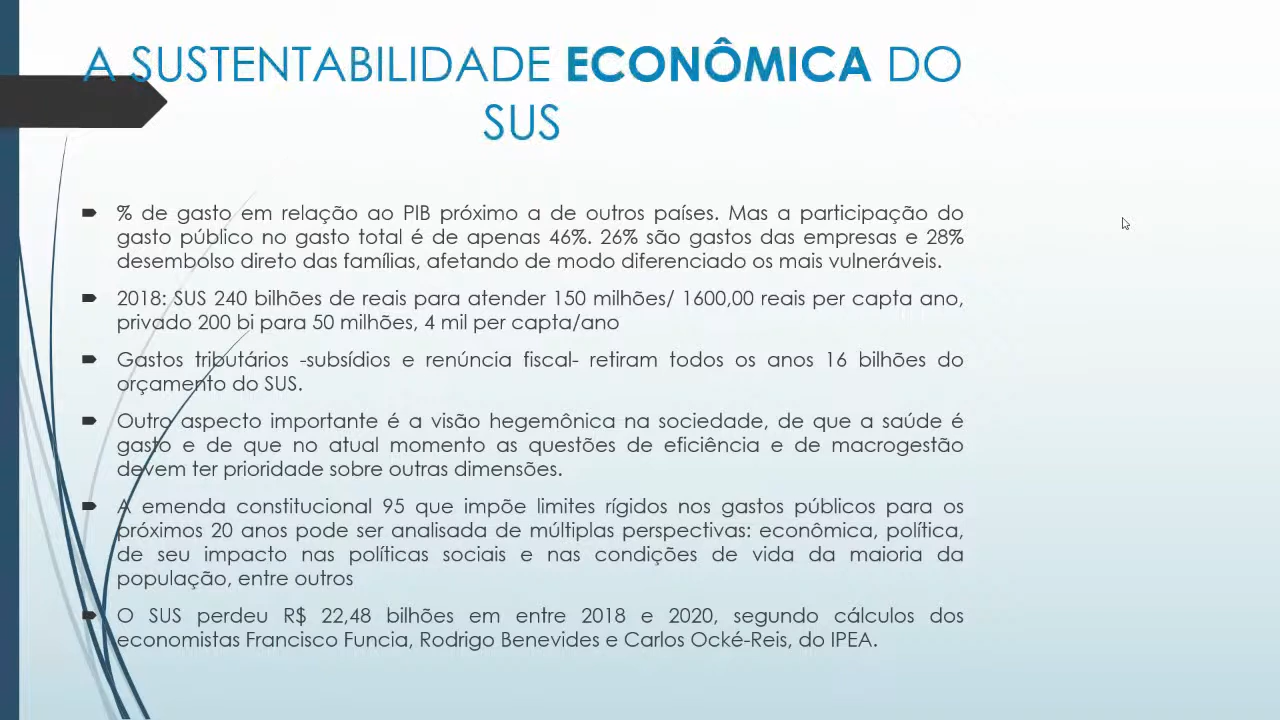 A SUSTENTABILIDADE ECONÔMICA DO
SUS
% de gasto em relação ao PIB próximo a de outros países. Mas a participação do
gasto público no gasto total é de apenas 46%. 26% são gastos das empresas e 28%
desembolso direto das famílias, afetando de modo diferenciado os mais vulneráveis.
2018: SUS 240 bilhões de reais para atender 150 milhões/ 1600,00 reais per capta ano,
privado 200 bi para 50 milhões, 4 mil per capta/ano
Gastos tributários -subsídios e renúncia fiscal- retiram todos os anos 16 bilhões do
orçamento do SUS.
Outro aspecto importante é a visão hegemônica na sociedade, de que a saúde é
gasto e de que no atual momento as questões de eficiência e de macrogestão
devem ter prioridade sobre outras dimensões.
A emenda constitucional 95 que impõe limites rígidos nos gastos públicos para os
próximos 20 anos pode ser analisada de múltiplas perspectivas: econômica, política,
de seu impacto nas políticas sociais e nas condições de vida da maioria da
população, entre outros
O SUS perdeu R$ 22,48 bilhões em entre 2018 e 2020, segundo cálculos dos
economistas Francisco Funcia, Rodrigo Benevides e Carlos Ocké-Reis, do IPEA.